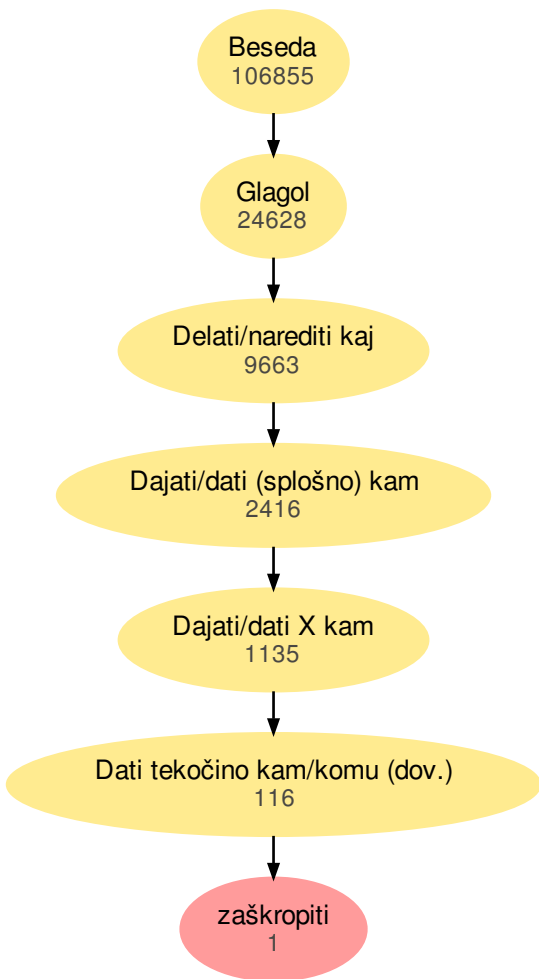 Beseda
106855
Glagol
24628
Delati/narediti kaj
9663
Dajati/dati (splošno) kam
2416
Dajati/dati X kam
1135
Dati tekočino kam/komu (dov.)
116
zaškropiti
1